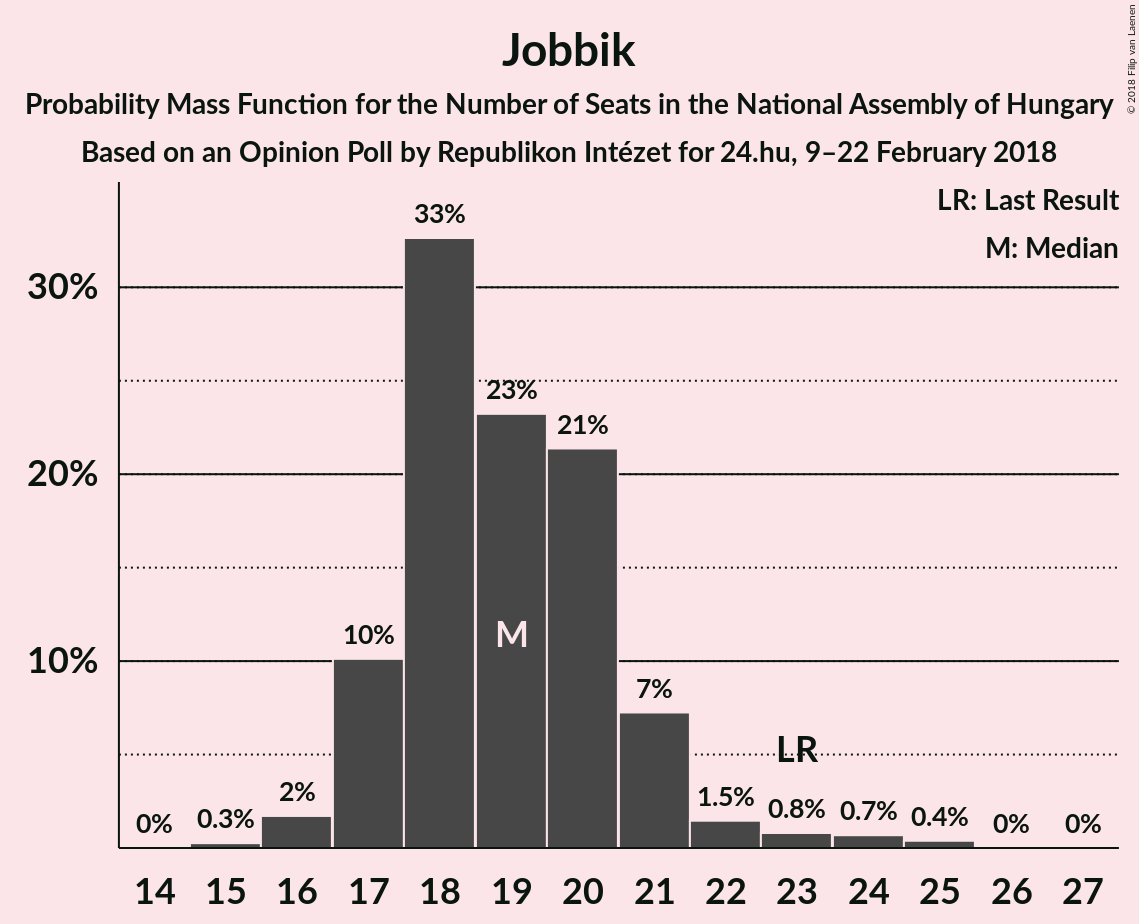 Jobbik
Probability Mass Function for the Number of Seats in the National Assembly of Hungary
Based on an Opinion Poll by Republikon Intézet for 24.hu, 9–22 February 2018
© 2018 Filip van Laenen
LR: Last Result
M: Median
33%
30%
23%
21%
20%
10%
M
10%
7%
LR
2%
1.5%
0.8%
0.7%
0.4%
0.3%
0%
0%
0%
14 15 16 17 18 19 20 21 22 23 24 25 26 27